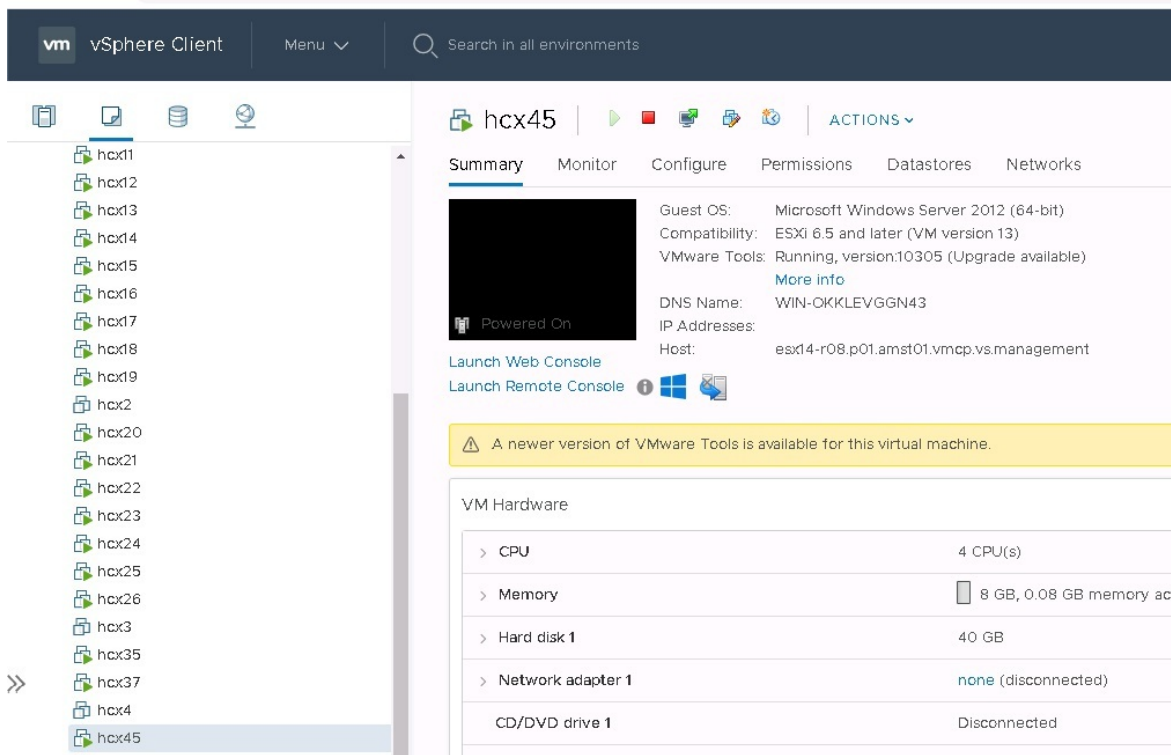 vm vSphere Client Menu Search in all environments
hcx11
hcx12
hcx13
hcx14
hcx15
hcx16
hcx17
hcx18
hcx19
hcx2
hcx20
hcx21
hcx22
hcx23
hcx24
hcx25
hcx26
hcx3
hcx35
hcx37
hcx4
hcx45
hcx45 ACTIONS
Summary Monitor Configure Permissions Datastores Networks
Powered On
Launch Web Console
Launch Remote Console
Guest OS: Microsoft Windows Server 2012 (64-bit)
Compatibility: ESXi 6.5 and later (VM version 13)
VMware Tools: Running, version:10305 (Upgrade available)
More info
DNS Name: WIN-OKKLEVGGN43
IP Addresses:
Host: esx14-r08.p01.amst01.vmcp.vs.management
A newer version of VMware Tools is available for this virtual machine.
VM Hardware
CPU 4 CPU(s)
Memory 8 GB, 0.08 GB memory ac
Hard disk 1 40 GB
Network adapter 1 none (disconnected)
CD/DVD drive 1 Disconnected